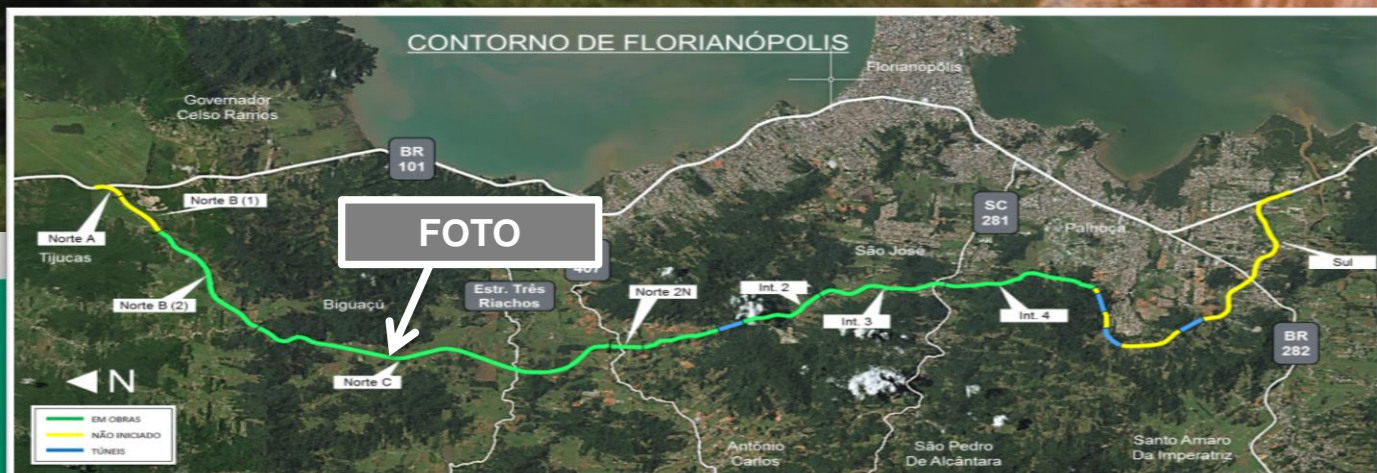 CONTORNO DE FLORIANÓPOLIS
Florianópolis
Governador
Celso Ramos
BR
101
Norte B (1)
Norte A
Tijucas
Norte B (2)
FOTO
407
Estr. Três
Riachos
Biguaçú
Norte C
Norte 2N
Int. 2
São José
Int. 3
SC
281
Int. 4
Palhoça
Sul
BR
282
N
EM OBRAS
NÃO INICIADO
TÚNEIS
Antônio
Carlos
São Pedro
De Alcântara
Santo Amaro
Da Imperatriz